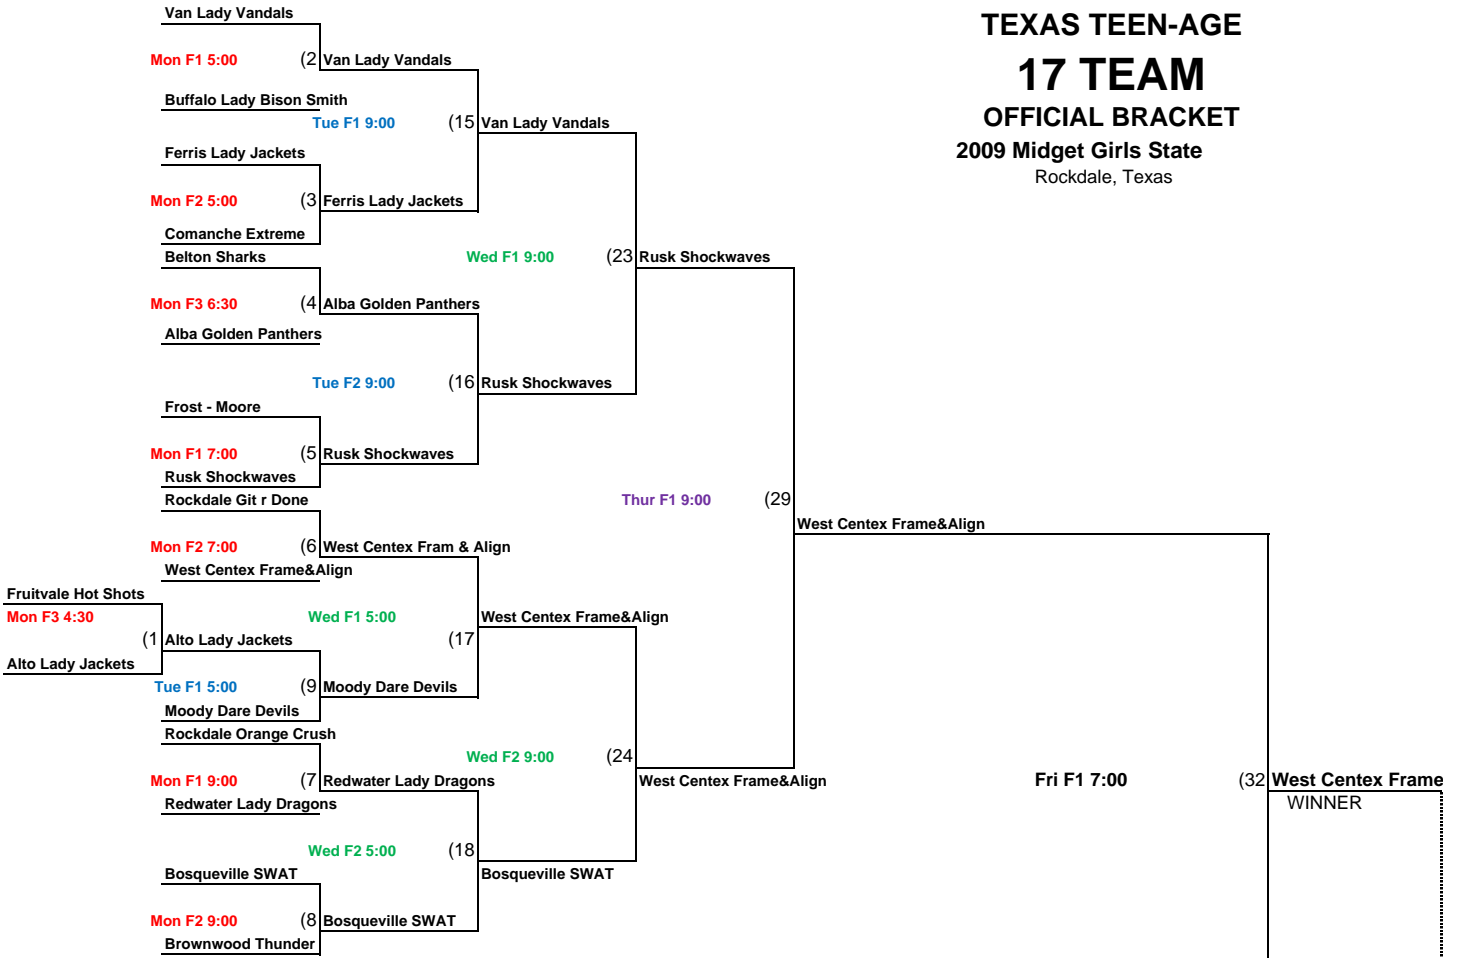 TEXAS TEEN-AGE
17 TEAM
OFFICIAL BRACKET
2009 Midget Girls State
Rockdale, Texas
Van Lady Vandals
Mon F1 5:00 (2 Van Lady Vandals
Buffalo Lady Bison Smith
Tue F1 9:00 (15 Van Lady Vandals
Ferris Lady Jackets
Mon F2 5:00 (3 Ferris Lady Jackets
Comanche Extreme
Belton Sharks
Wed F1 9:00 (23 Rusk Shockwaves
Mon F3 6:30 (4 Alba Golden Panthers
Alba Golden Panthers
Tue F2 9:00 (16 Rusk Shockwaves
Frost - Moore
Mon F1 7:00 (5 Rusk Shockwaves
Rusk Shockwaves
Rockdale Git r Done
Thur F1 9:00 (29
West Centex Frame&Align
Mon F2 7:00 (6 West Centex Fram & Align
West Centex Frame&Align
Fruitvale Hot Shots
Mon F3 4:30
Wed F1 5:00 West Centex Frame&Align
(1 Alto Lady Jackets (17
Alto Lady Jackets
Tue F1 5:00 (9 Moody Dare Devils
Moody Dare Devils
Rockdale Orange Crush
Wed F2 9:00 (24
Mon F1 9:00 (7 Redwater Lady Dragons
West Centex Frame&Align
Fri F1 7:00 (32 West Centex Frame
WINNER
Redwater Lady Dragons
Wed F2 5:00 (18
Bosqueville SWAT
Bosqueville SWAT
Mon F2 9:00 (8 Bosqueville SWAT
Brownwood Thunder